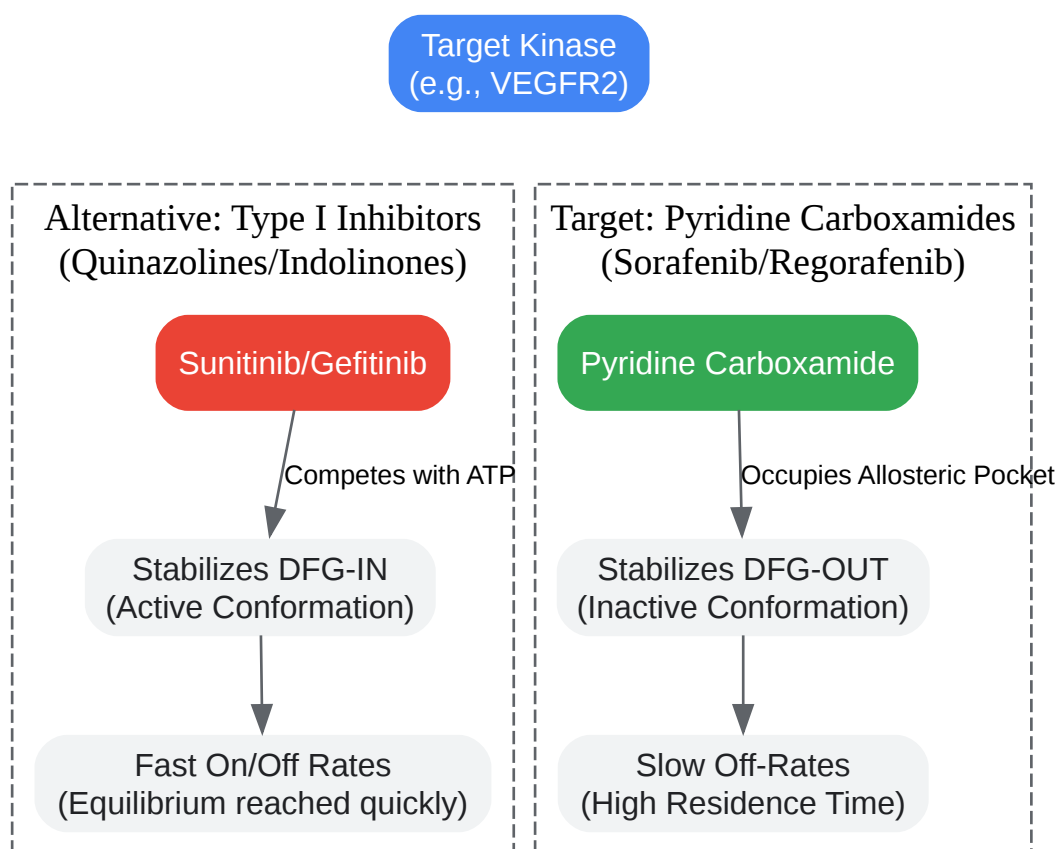 Target Kinase
(e.g., VEGFR2)
Alternative: Type I Inhibitors
(Quinazolines/Indolinones)
Sunitinib/Gefitinib
Competes with ATP
Stabilizes DFG-IN
(Active Conformation)
Fast On/Off Rates
(Equilibrium reached quickly)
Target: Pyridine Carboxamides
(Sorafenib/Regorafenib)
Pyridine Carboxamide
Occupies Allosteric Pocket
Stabilizes DFG-OUT
(Inactive Conformation)
Slow Off-Rates
(High Residence Time)